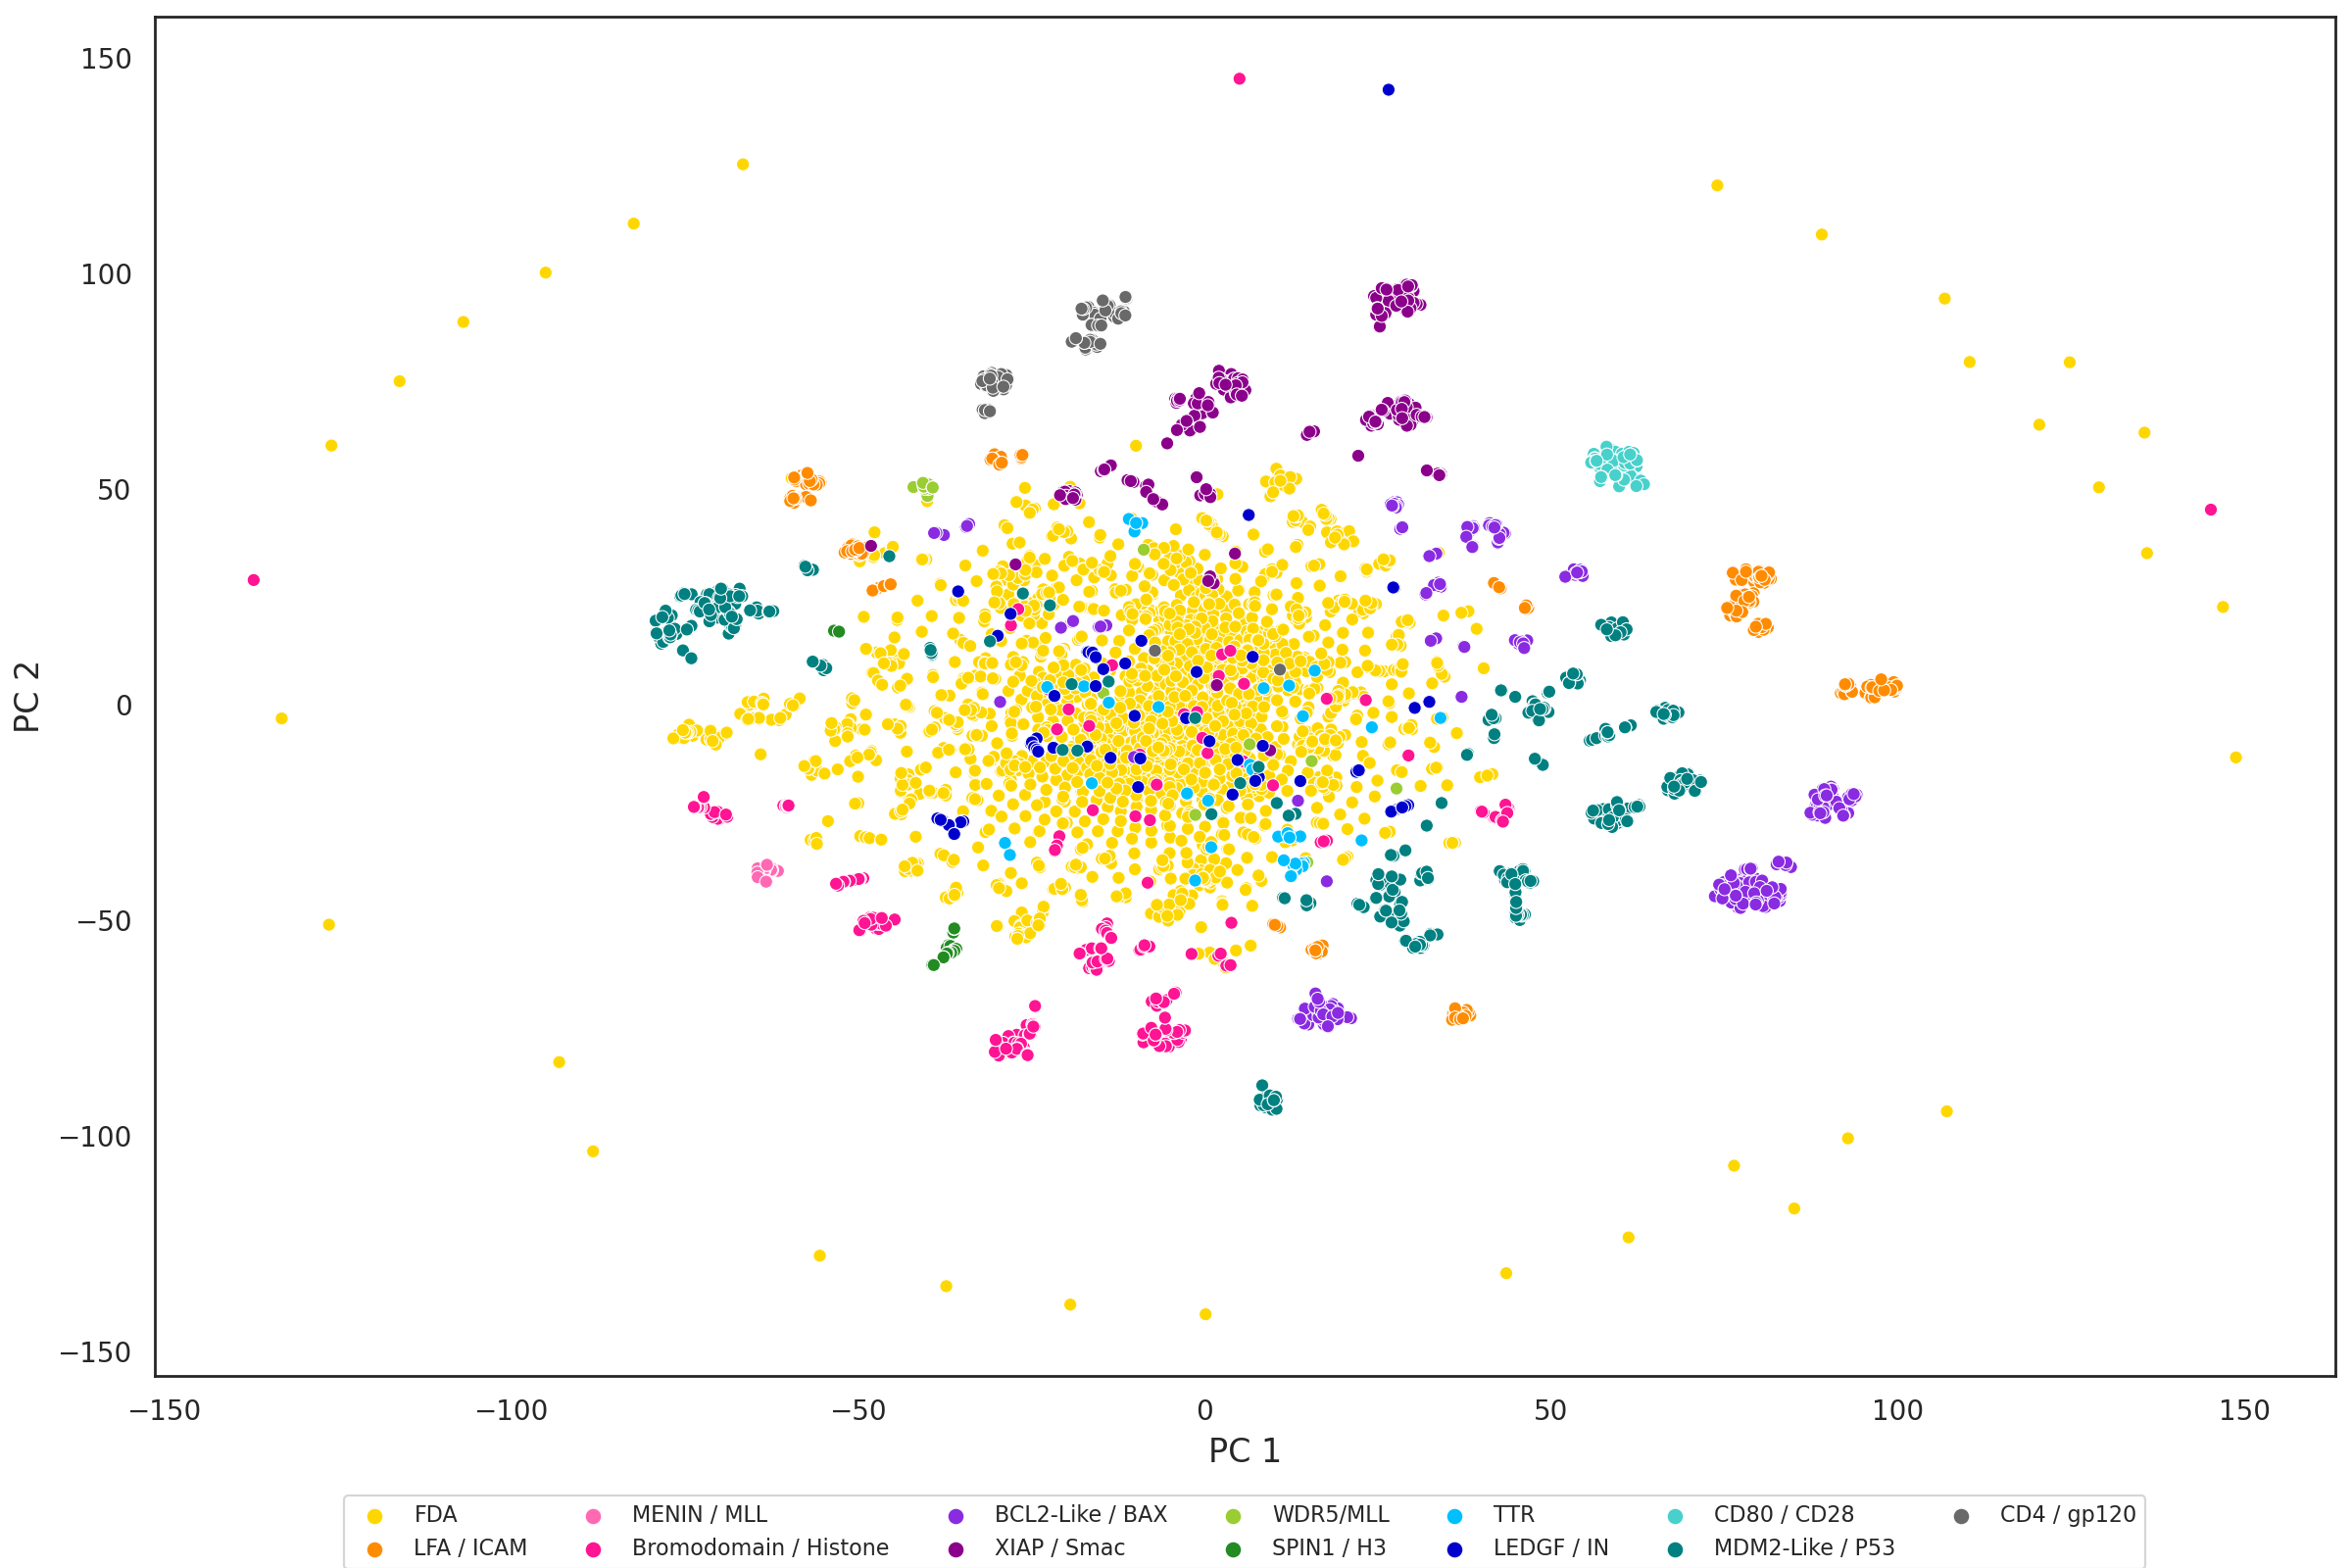 150
100
50
0
−50
−100
−150
PC 2
−150 −100 −50 0 50 100 150
PC 1
FDA MENIN / MLL BCL2-Like / BAX WDR5/MLL TTR CD80 / CD28 CD4 / gp120
LFA / ICAM Bromodomain / Histone XIAP / Smac SPIN1 / H3 LEDGF / IN MDM2-Like / P53